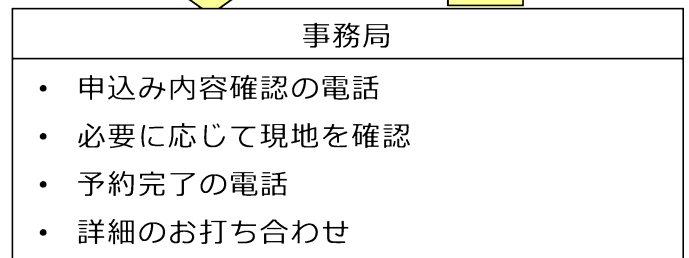 事務局
• 申込み内容確認の電話
• 必要に応じて現地を確認
• 予約完了の電話
• 詳細のお打ち合わせ